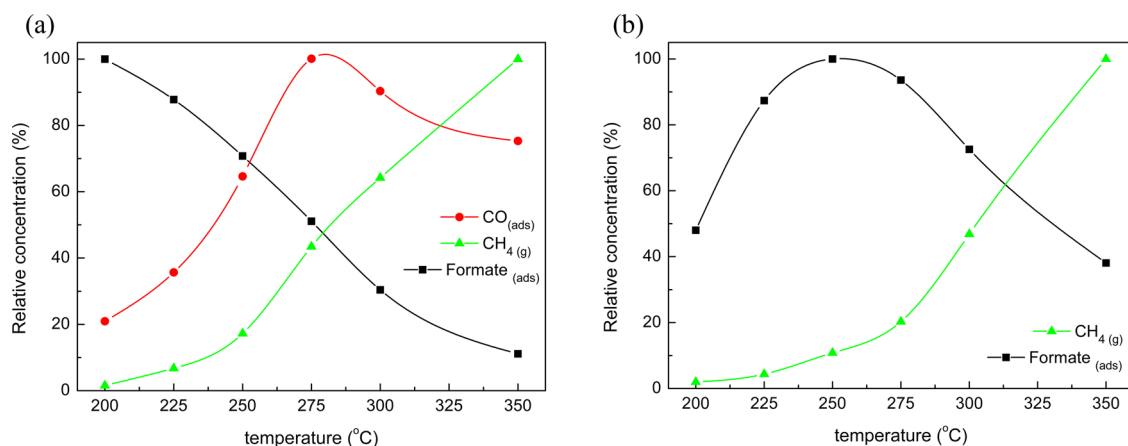 (a)
Relative concentration (%)
100
80
60
40
20
0
CO(ads)
CH4 (g)
Formate (ads)
200 225 250 275 300 325 350
temperature (°C)
(b)
Relative concentration (%)
100
80
60
40
20
0
CH4 (g)
Formate (ads)
200 225 250 275 300 325 350
temperature (°C)